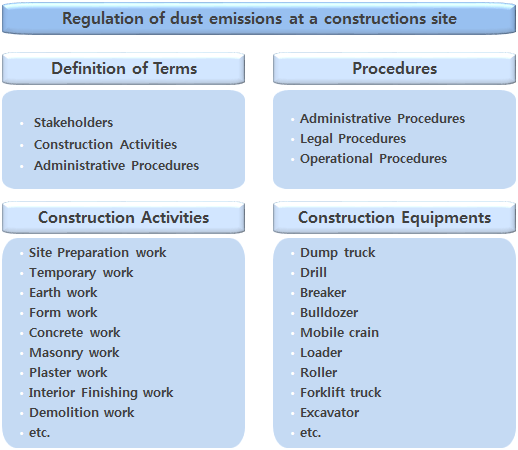 Regulation of dust emissions at a constructions site
Definition of Terms
Stakeholders
Construction Activities
Administrative Procedures
Procedures
Administrative Procedures
Legal Procedures
Operational Procedures
Construction Activities
Site Preparation work
Temporary work
Earth work
Form work
Concrete work
Masonry work
Plaster work
Interior Finishing work
Demolition work
etc.
Construction Equipments
Dump truck
Drill
Breaker
Bulldozer
Mobile crain
Loader
Roller
Forklift truck
Excavator
etc.